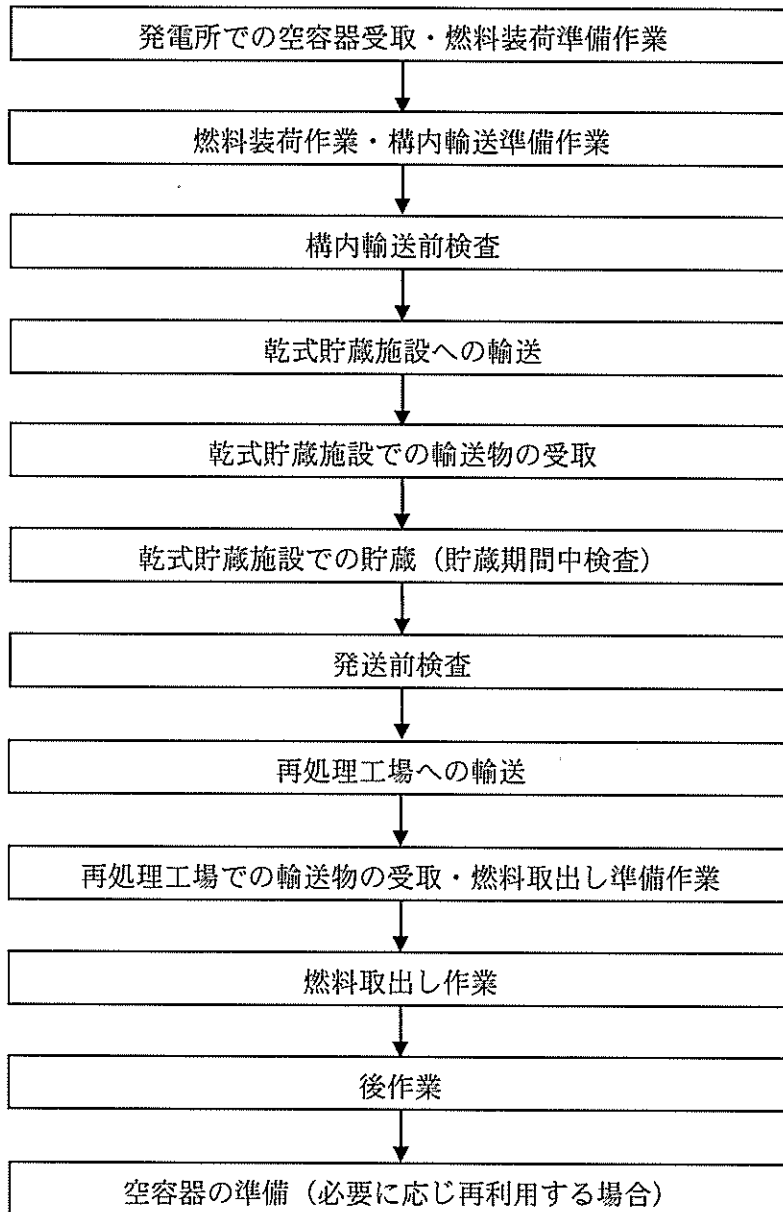 発電所での空容器受取・燃料装荷準備作業
燃料装荷作業・構内輸送準備作業
構内輸送前検査
乾式貯蔵施設への輸送
乾式貯蔵施設での輸送物の受取
乾式貯蔵施設での貯蔵（貯蔵期間中検査）
発送前検査
再処理工場への輸送
再処理工場での輸送物の受取・燃料取出し準備作業
燃料取出し作業
後作業
空容器の準備（必要に応じ再利用する場合）